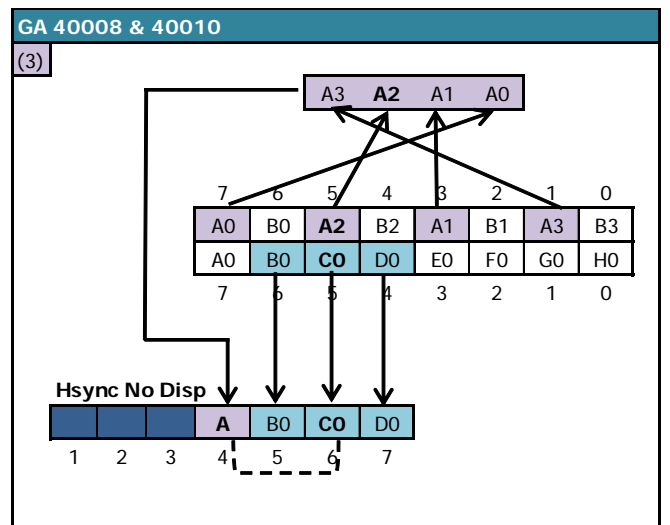 GA 40008 & 40010
(3)
A3 A2 A1 A0
7 6 5 4 3 2 1 0
A0 B0 A2 B2 A1 B1 A3 B3
A0 B0 C0 D0 E0 F0 G0 H0
7 6 5 4 3 2 1 0
Hsync No Disp
A B0 C0 D0
1 2 3 4 5 6 7